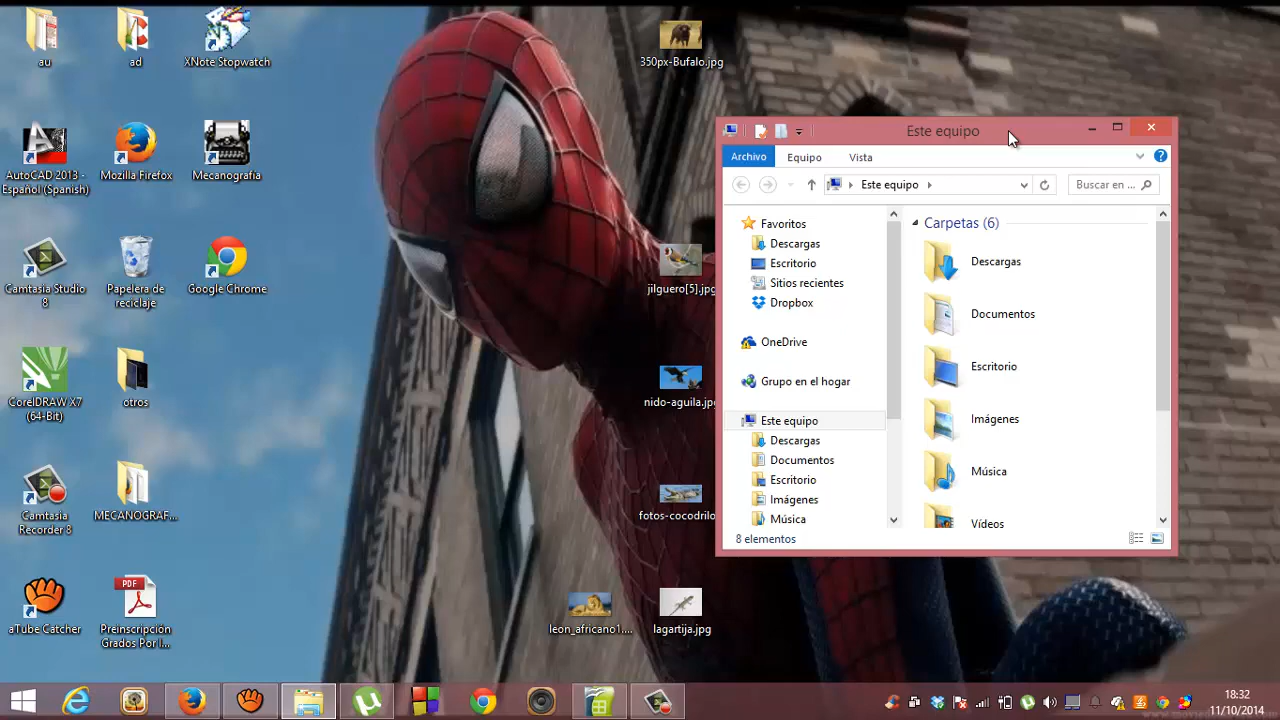 au
ad
XNote Stopwatch
350px-Bufalo.jpg
AutoCAD 2013 -
Español (Spanish)
Mozilla Firefox
Mecanografia
Camtasia Studio
8
Papelera de
reciclaje
Google Chrome
jilguero[5].jpg
CorelDRAW X7
(64-Bit)
otros
nido-aguila.jpg
Camtasia
Recorder 8
MECANOGRAF...
fotos-cocodrilo
aTube Catcher
PDF
Preinscripción
Grados Por I...
leon_africano1....
lagartija.jpg
Este equipo
Archivo
Equipo
Vista
Este equipo
Buscar en ...
Favoritos
Descargas
Escritorio
Sitios recientes
Dropbox
OneDrive
Grupo en el hogar
Este equipo
Descargas
Documentos
Escritorio
Imágenes
Música
Carpetas (6)
Descargas
Documentos
Escritorio
Imágenes
Música
Vídeos
8 elementos
18:32
11/10/2014